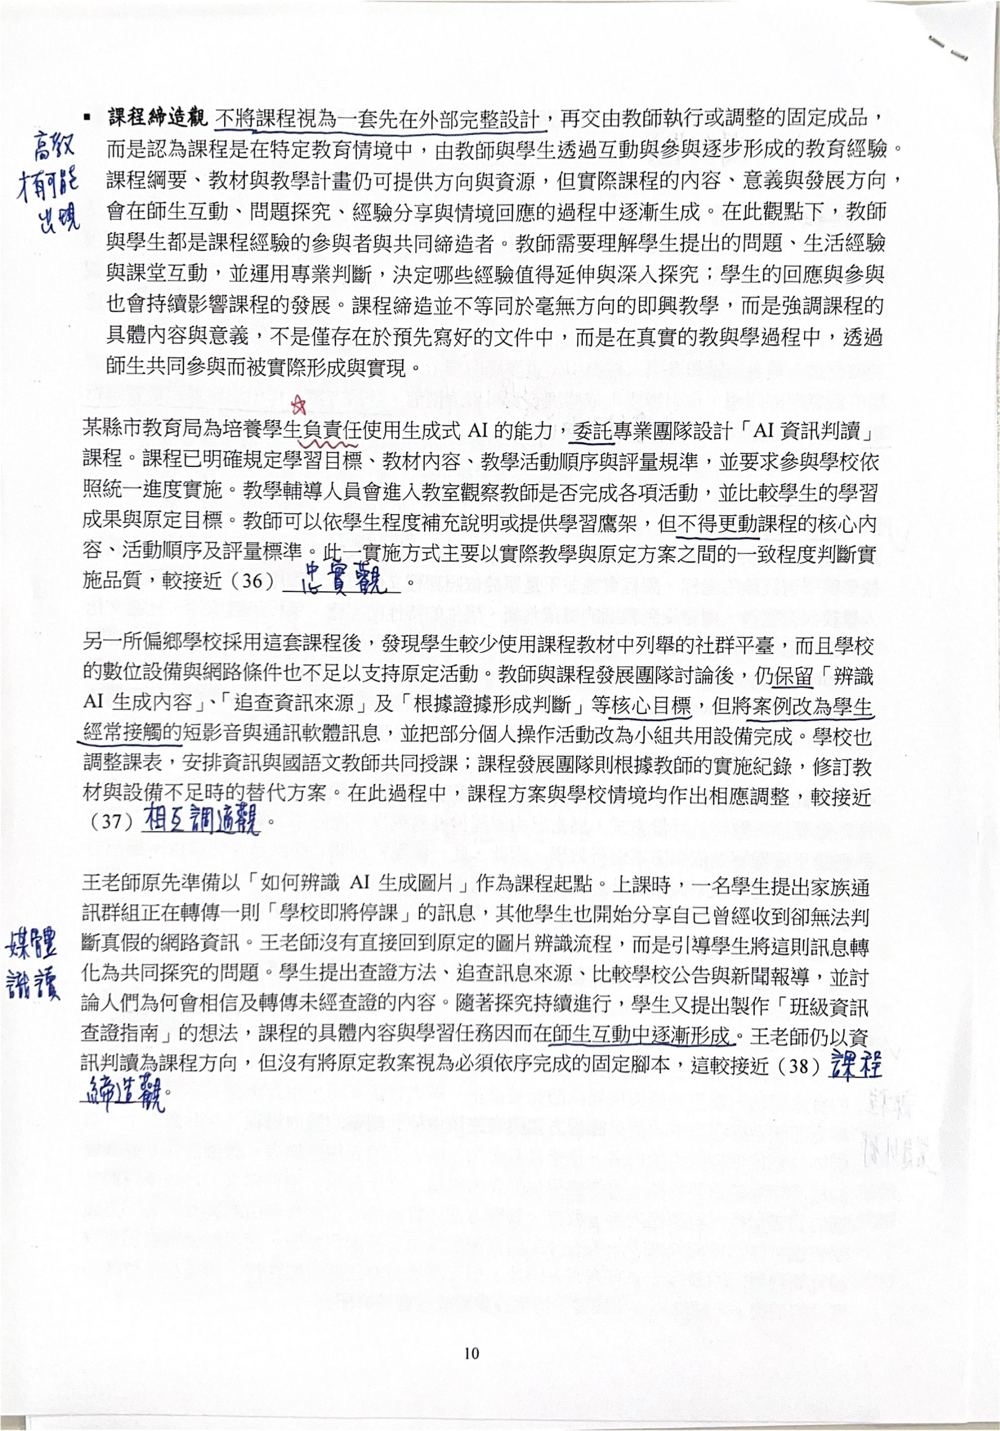 ▪ 課程締造觀 不將課程視為一套先在外部完整設計，再交由教師執行或調整的固定成品，
而是認為課程是在特定教育情境中，由教師與學生透過互動與參與逐步形成的教育經驗。
課程綱要、教材與教學計畫仍可提供方向與資源，但實際課程的內容、意義與發展方向，
會在師生互動、問題探究、經驗分享與情境回應的過程中逐漸生成。在此觀點下，教師
與學生都是課程經驗的參與者與共同締造者。教師需要理解學生提出的問題、生活經驗
與課堂互動，並運用專業判斷，決定哪些經驗值得延伸與深入探究；學生的回應與參與
也會持續影響課程的發展。課程締造並不等同於毫無方向的即興教學，而是強調課程的
具體內容與意義，不是僅存在於預先寫好的文件中，而是在真實的教與學過程中，透過
師生共同參與而被實際形成與實現。
高教
才有可能
出現
某縣市教育局為培養學生負責任使用生成式 AI 的能力，委託專業團隊設計「AI 資訊判讀」
課程。課程已明確規定學習目標、教材內容、教學活動順序與評量規準，並要求參與學校依
照統一進度實施。教學輔導人員會進入教室觀察教師是否完成各項活動，並比較學生的學習
成果與原定目標。教師可以依學生程度補充說明或提供學習鷹架，但不得更動課程的核心內
容、活動順序及評量標準。此一實施方式主要以實際教學與原定方案之間的一致程度判斷實
施品質，較接近（36） 忠實觀 。
另一所偏鄉學校採用這套課程後，發現學生較少使用課程教材中列舉的社群平臺，而且學校
的數位設備與網路條件也不足以支持原定活動。教師與課程發展團隊討論後，仍保留「辨識
AI 生成內容」、「追查資訊來源」及「根據證據形成判斷」等核心目標，但將案例改為學生
經常接觸的短影音與通訊軟體訊息，並把部分個人操作活動改為小組共用設備完成。學校也
調整課表，安排資訊與國語文教師共同授課；課程發展團隊則根據教師的實施紀錄，修訂教
材與設備不足時的替代方案。在此過程中，課程方案與學校情境均作出相應調整，較接近
（37） 相互調適觀 。
王老師原先準備以「如何辨識 AI 生成圖片」作為課程起點。上課時，一名學生提出家族通
訊群組正在轉傳一則「學校即將停課」的訊息，其他學生也開始分享自己曾經收到卻無法判
斷真假的網路資訊。王老師沒有直接回到原定的圖片辨識流程，而是引導學生將這則訊息轉
化為共同探究的問題。學生提出查證方法、追查訊息來源、比較學校公告與新聞報導，並討
論人們為何會相信及轉傳未經查證的內容。隨著探究持續進行，學生又提出製作「班級資訊
查證指南」的想法，課程的具體內容與學習任務因而在師生互動中逐漸形成。王老師仍以資
訊判讀為課程方向，但沒有將原定教案視為必須依序完成的固定腳本，這較接近（38） 課程
締造觀。
媒體
識讀
10